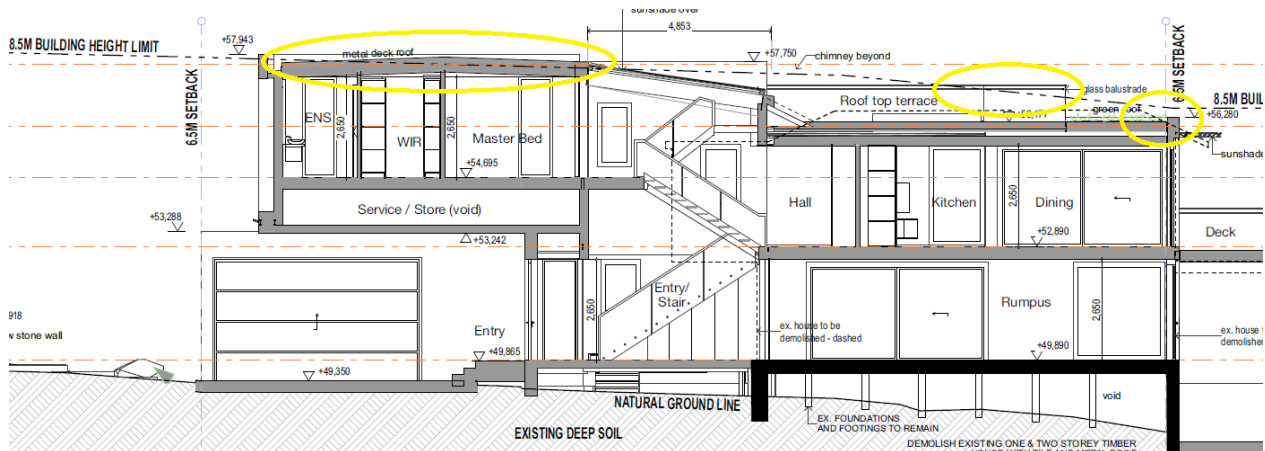 sunshade over
4,853
8.5M BUILDING HEIGHT LIMIT
+57,943
metal deck roof
+57,750
chimney beyond
6.5M SETBACK
6.5M SETBACK
glass balustrade
Roof top terrace
green roof
8.5M BUI
+56,280
ENS
2,650
WIR
2,650
Master Bed
sunshade
+54,695
Service / Store (void)
Hall
Kitchen
2,650
Dining
+53,288
+53,242
+52,890
Deck
Entry/
Stair
2,650
Rumpus
2,650
918
w stone wall
Entry
ex. house to be
demolished - dashed
ex. house t
demolished
+49,865
+49,890
+49,350
void
NATURAL GROUND LINE
EX. FOUNDATIONS
AND FOOTINGS TO REMAIN
EXISTING DEEP SOIL
DEMOLISH EXISTING ONE & TWO STOREY TIMBER